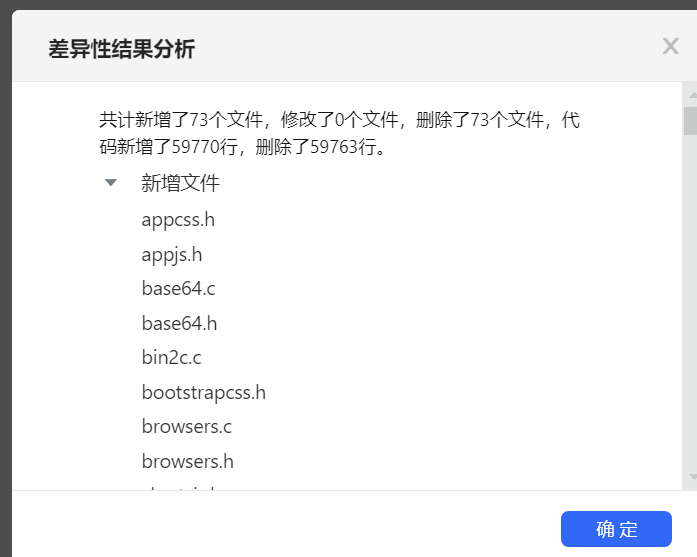 差异性结果分析
共计新增了73个文件，修改了0个文件，删除了73个文件，代
码新增了59770行，删除了59763行。
新增文件
appcss.h
appjs.h
base64.c
base64.h
bin2c.c
bootstrapcss.h
browsers.c
browsers.h
确 定